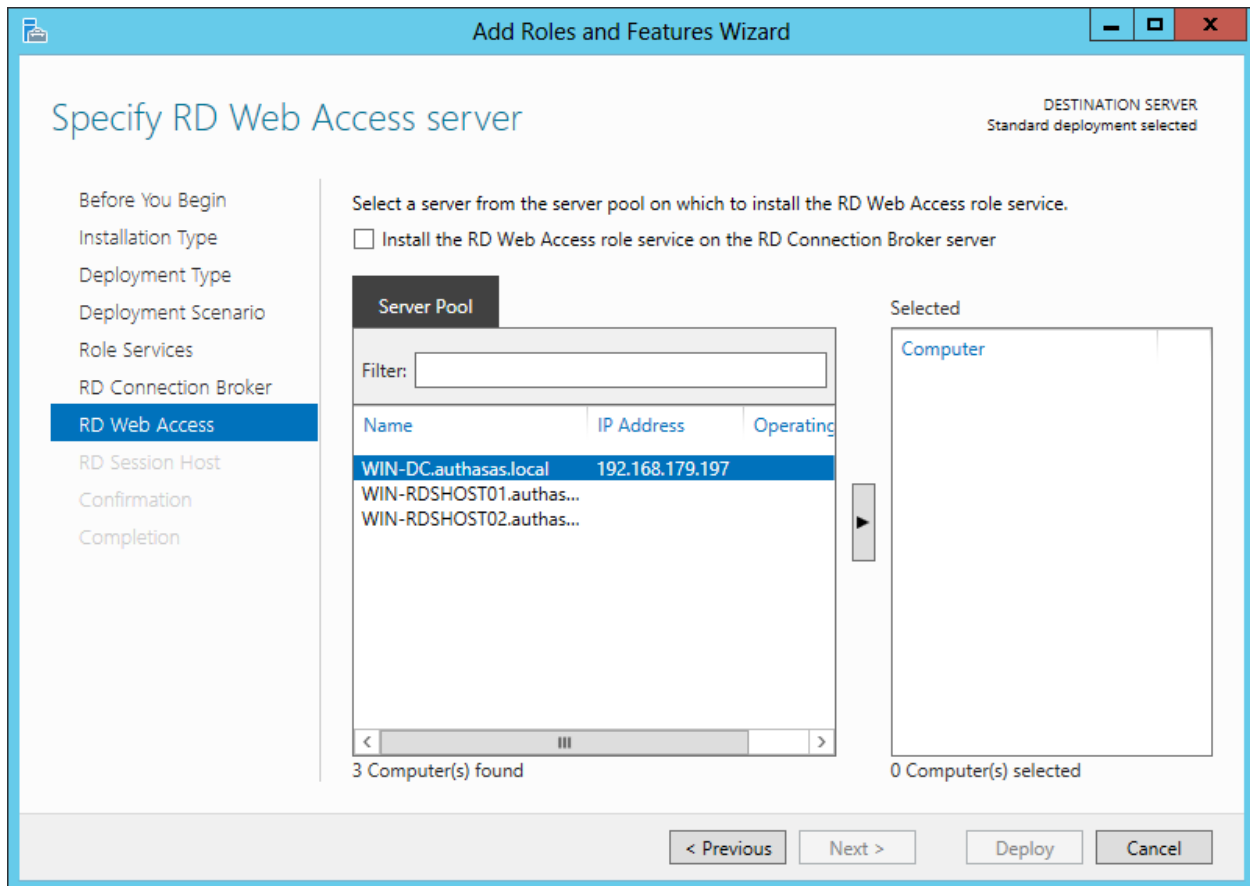 Add Roles and Features Wizard
Specify RD Web Access server
DESTINATION SERVER
Standard deployment selected
Before You Begin
Installation Type
Deployment Type
Deployment Scenario
Role Services
RD Connection Broker
RD Web Access
RD Session Host
Confirmation
Completion
Select a server from the server pool on which to install the RD Web Access role service.
Install the RD Web Access role service on the RD Connection Broker server
Server Pool
Filter:
Name IP Address Operating
WIN-DC.authasas.local 192.168.179.197
WIN-RDSHOST01.authas...
WIN-RDSHOST02.authas...
3 Computer(s) found
Selected
Computer
0 Computer(s) selected
< Previous Next > Deploy Cancel